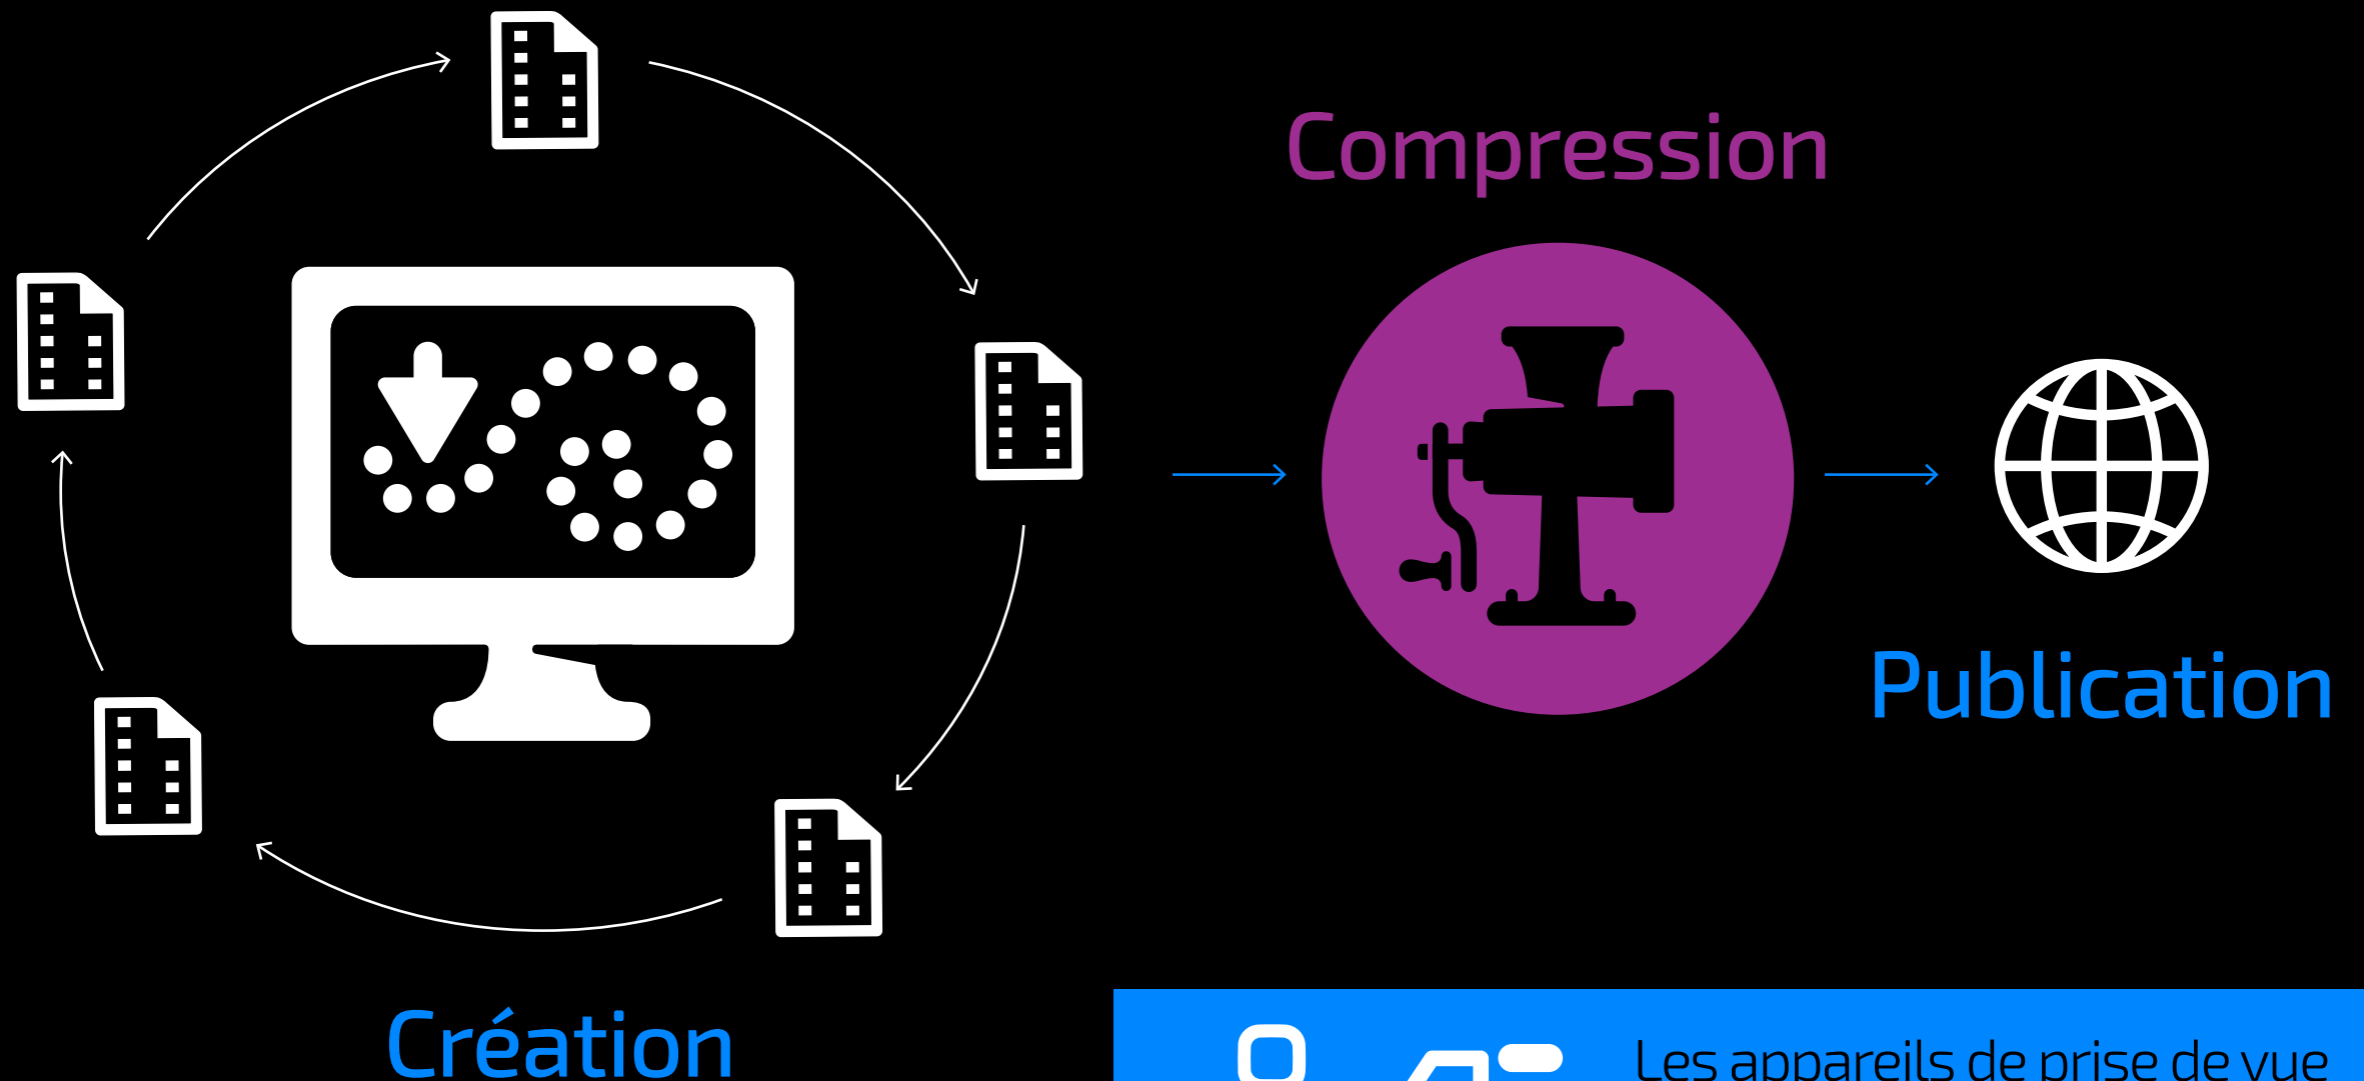 Compression
Publication
Création
Les appareils de prise de vue